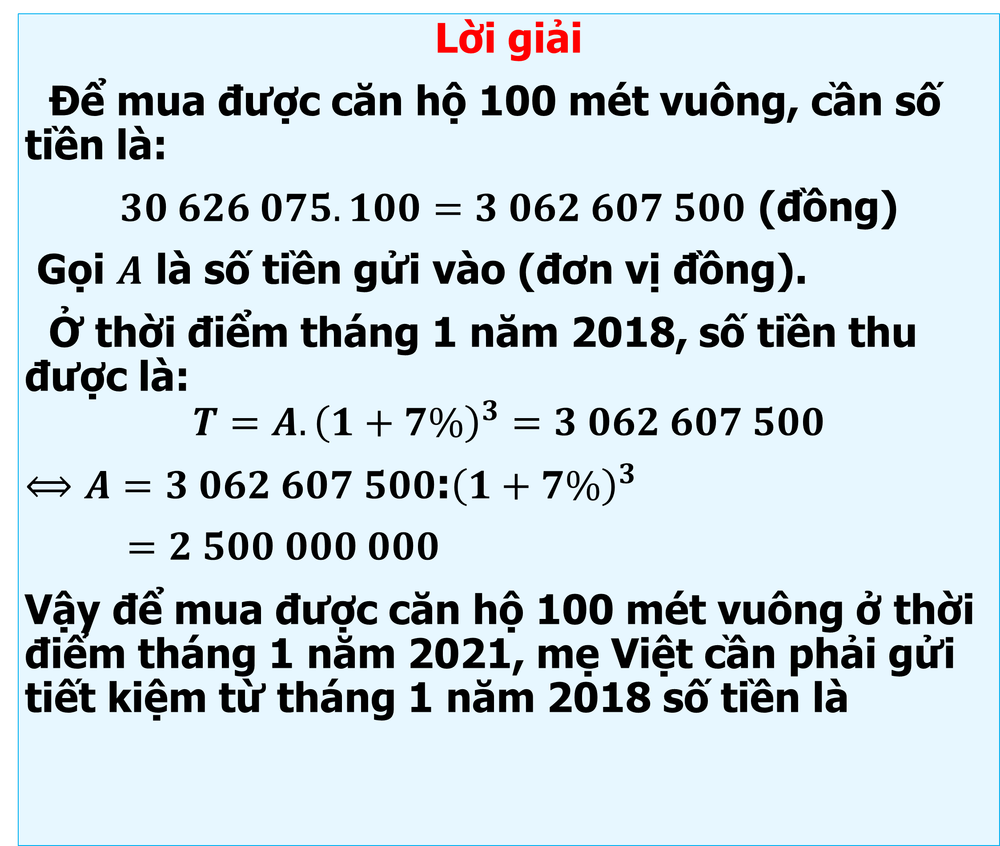 Lời giải
Để mua được căn hộ 100 mét vuông, cần số
tiền là:
30 626 075. 100 = 3 062 607 500 (đồng)
Gọi A là số tiền gửi vào (đơn vị đồng).
Ở thời điểm tháng 1 năm 2018, số tiền thu
được là:
T = A. (1 + 7%)³ = 3 062 607 500
⟺ A = 3 062 607 500:(1 + 7%)³
= 2 500 000 000
Vậy để mua được căn hộ 100 mét vuông ở thời
điểm tháng 1 năm 2021, mẹ Việt cần phải gửi
tiết kiệm từ tháng 1 năm 2018 số tiền là